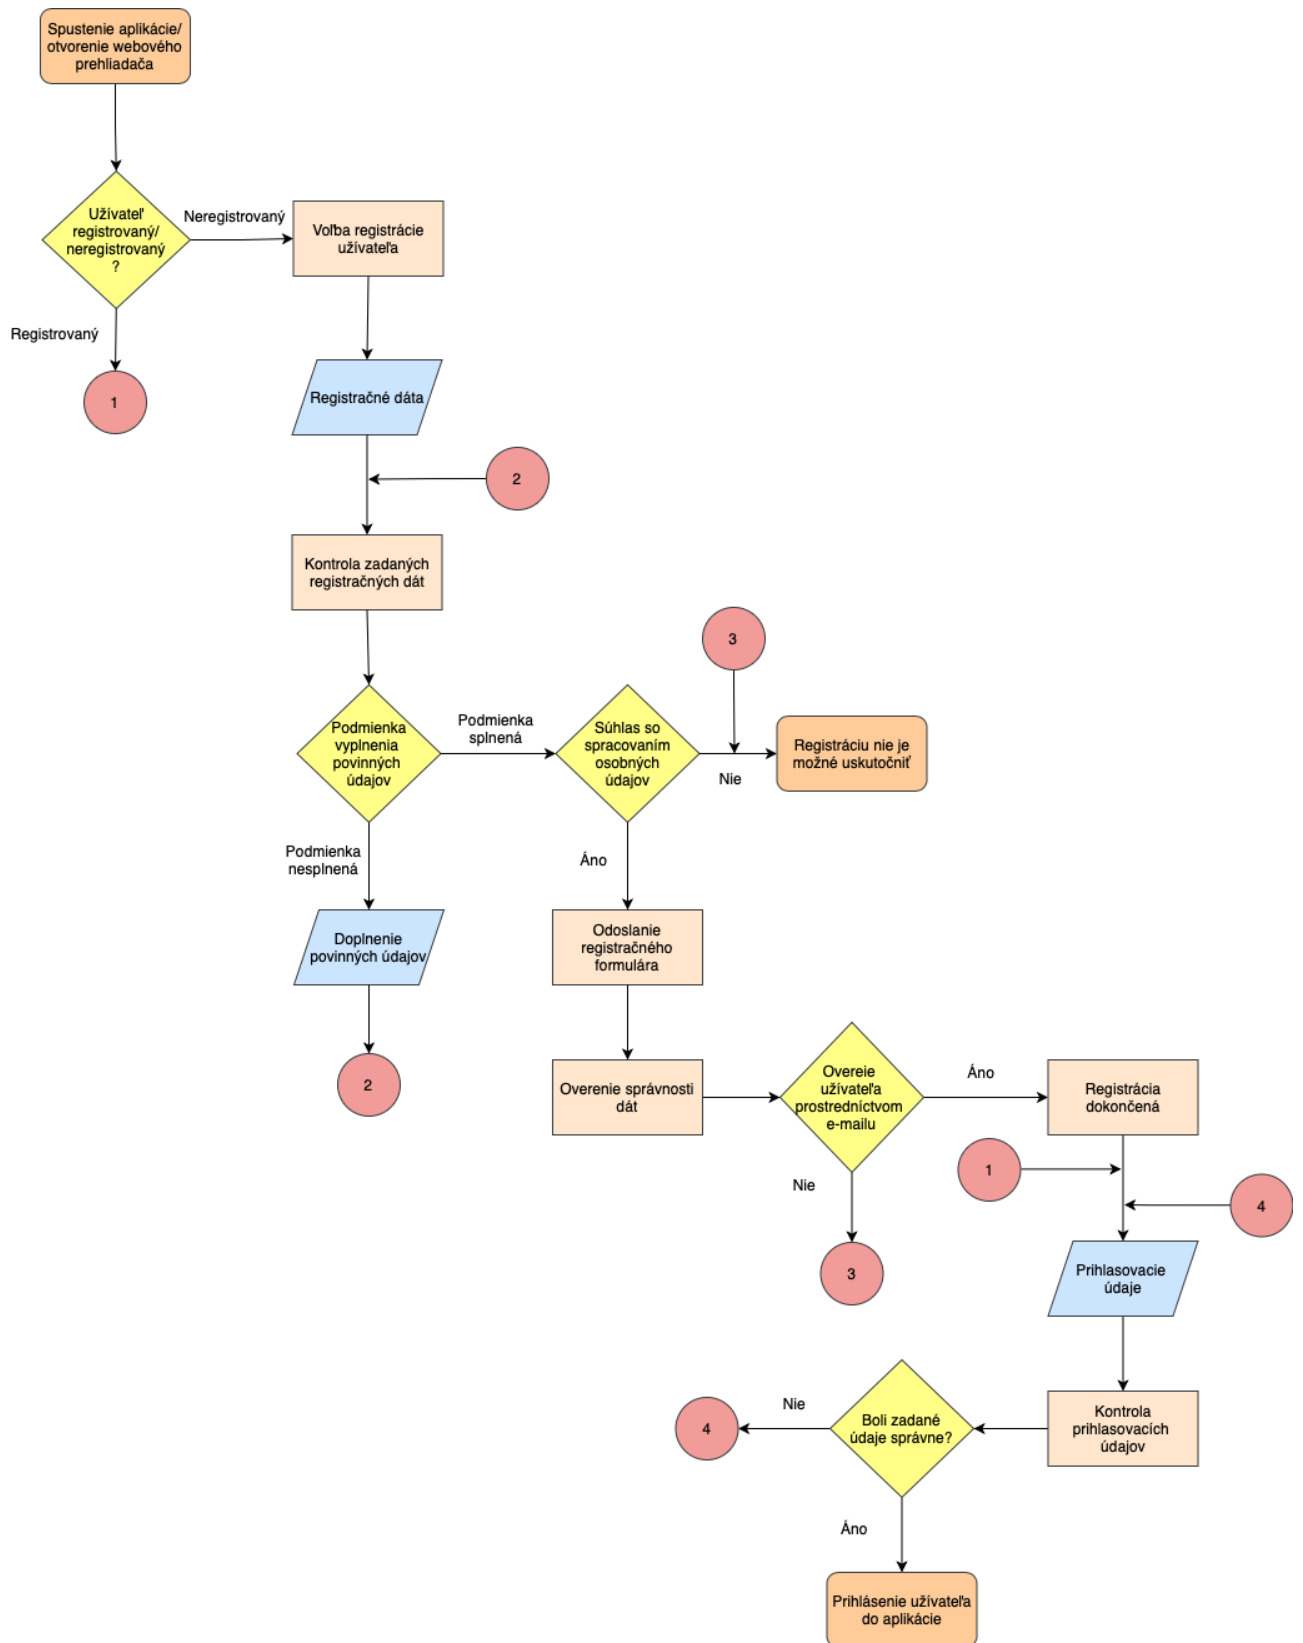 Spustenie aplikácie/
otvorenie webového
prehliadača
Užívateľ
registrovaný/
neregistrovaný
?
Neregistrovaný
Voľba registrácie
užívateľa
Registrovaný
1
Registračné dáta
2
Kontrola zadaných
registračných dát
3
Podmienka
vyplnenia
povinných
údajov
Podmienka
splnená
Súhlas so
spracovaním
osobných
údajov
Nie
Registráciu nie je
možné uskutočniť
Podmienka
nesplnená
Áno
Doplnenie
povinných údajov
Odoslanie
registračného
formulára
2
Overenie správnosti
dát
Overeie
užívateľa
prostredníctvom
e-mailu
Áno
Registrácia
dokončená
Nie
1
4
3
Prihlasovacie
údaje
Kontrola
prihlasovacích
údajov
Boli zadané
údaje správne?
Nie
4
Áno
Prihlásenie užívateľa
do aplikácie